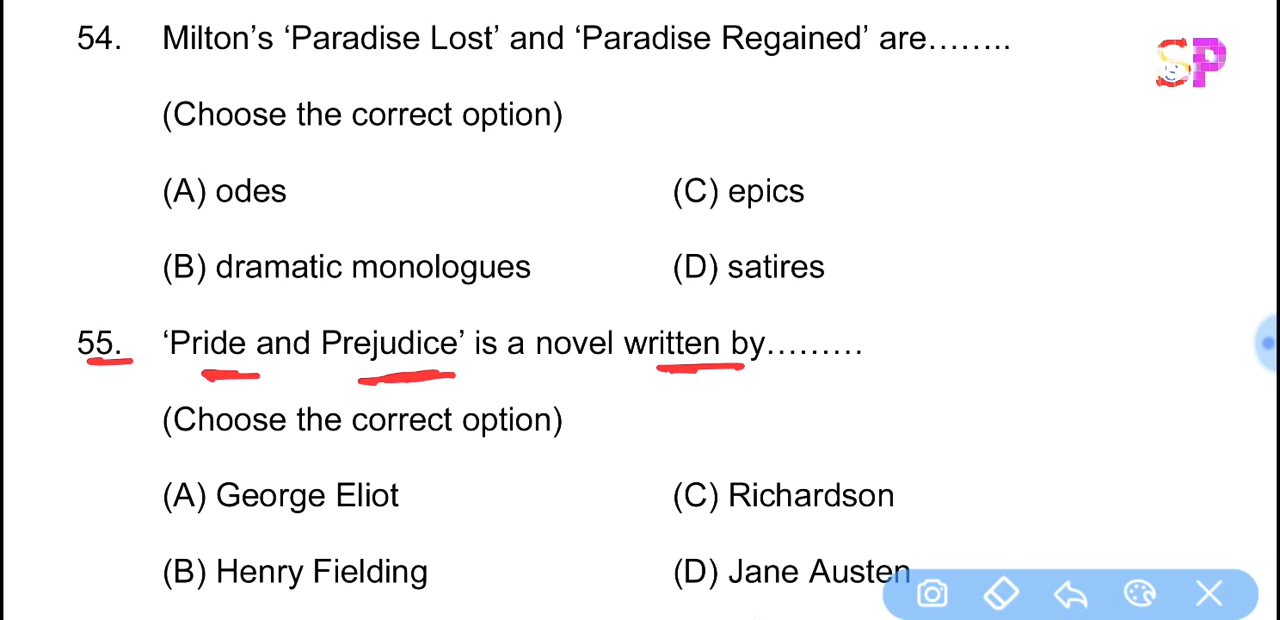 54. Milton’s ‘Paradise Lost’ and ‘Paradise Regained’ are........
SP
(Choose the correct option)
(A) odes (C) epics
(B) dramatic monologues (D) satires
55. ‘Pride and Prejudice’ is a novel written by.........
(Choose the correct option)
(A) George Eliot (C) Richardson
(B) Henry Fielding (D) Jane Austen